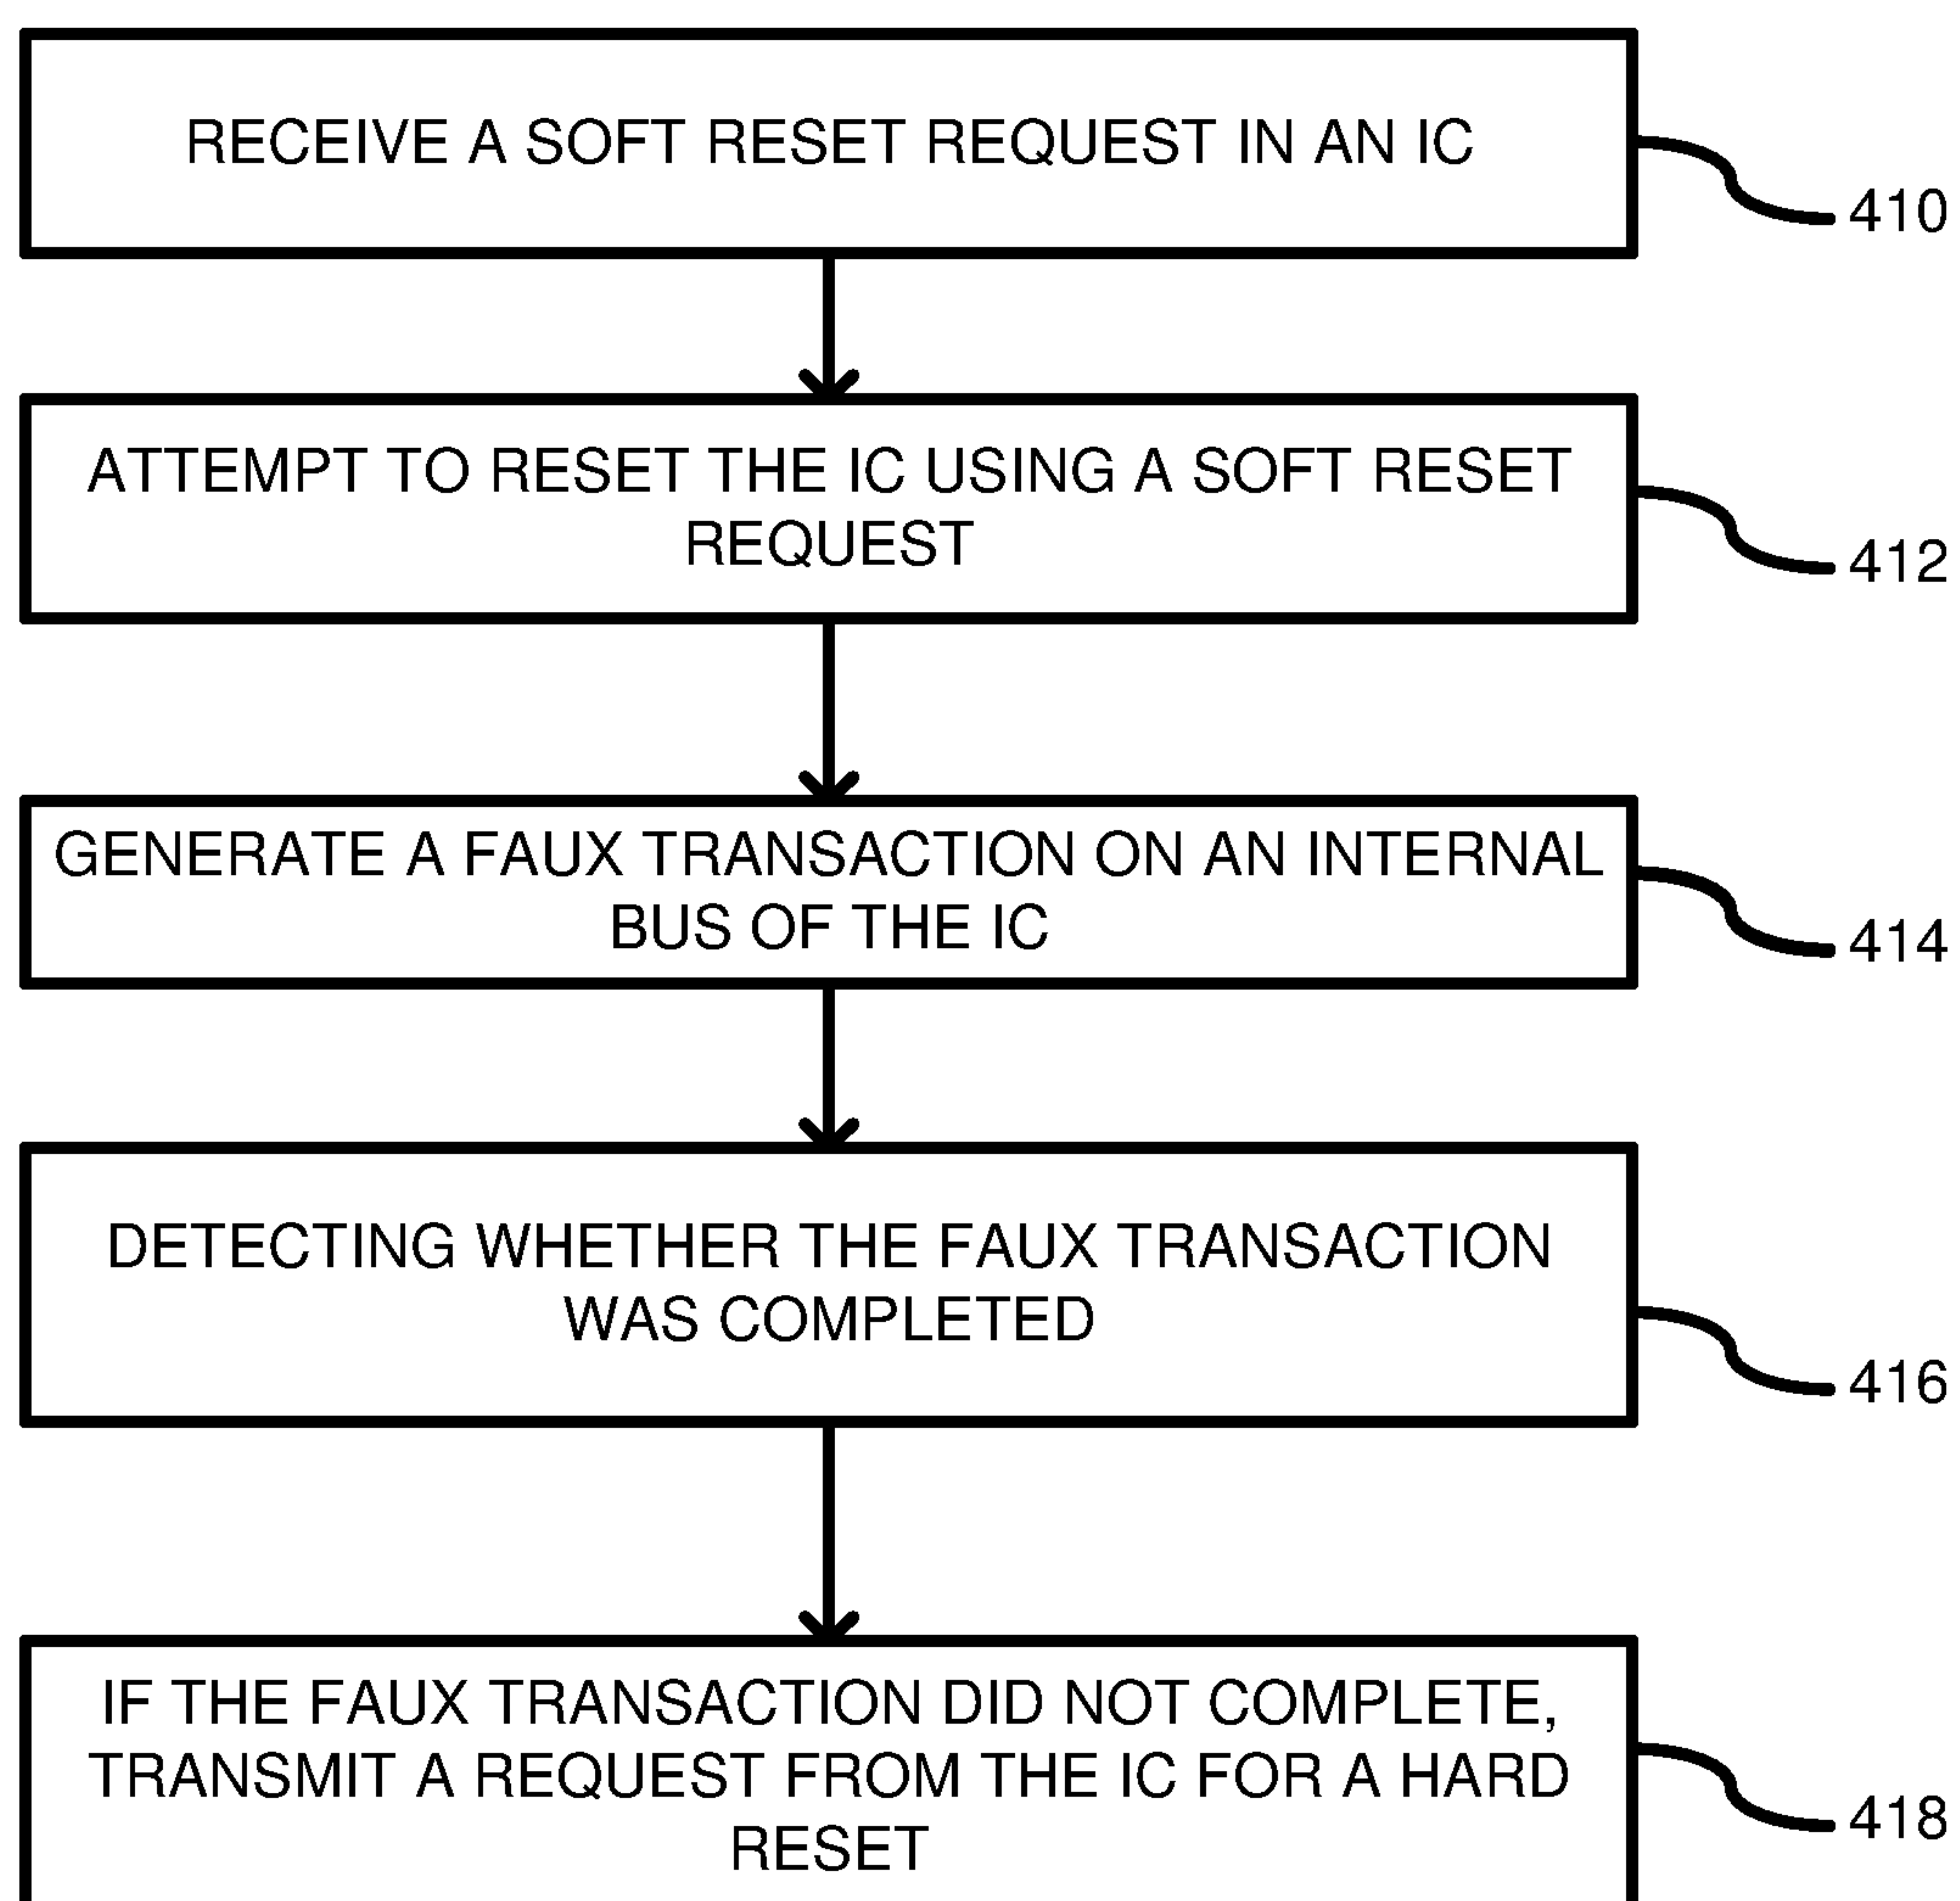 RECEIVE A SOFT RESET REQUEST IN AN IC
410
ATTEMPT TO RESET THE IC USING A SOFT RESET
REQUEST
412
GENERATE A FAUX TRANSACTION ON AN INTERNAL
BUS OF THE IC
414
DETECTING WHETHER THE FAUX TRANSACTION
WAS COMPLETED
416
IF THE FAUX TRANSACTION DID NOT COMPLETE,
TRANSMIT A REQUEST FROM THE IC FOR A HARD
RESET
418